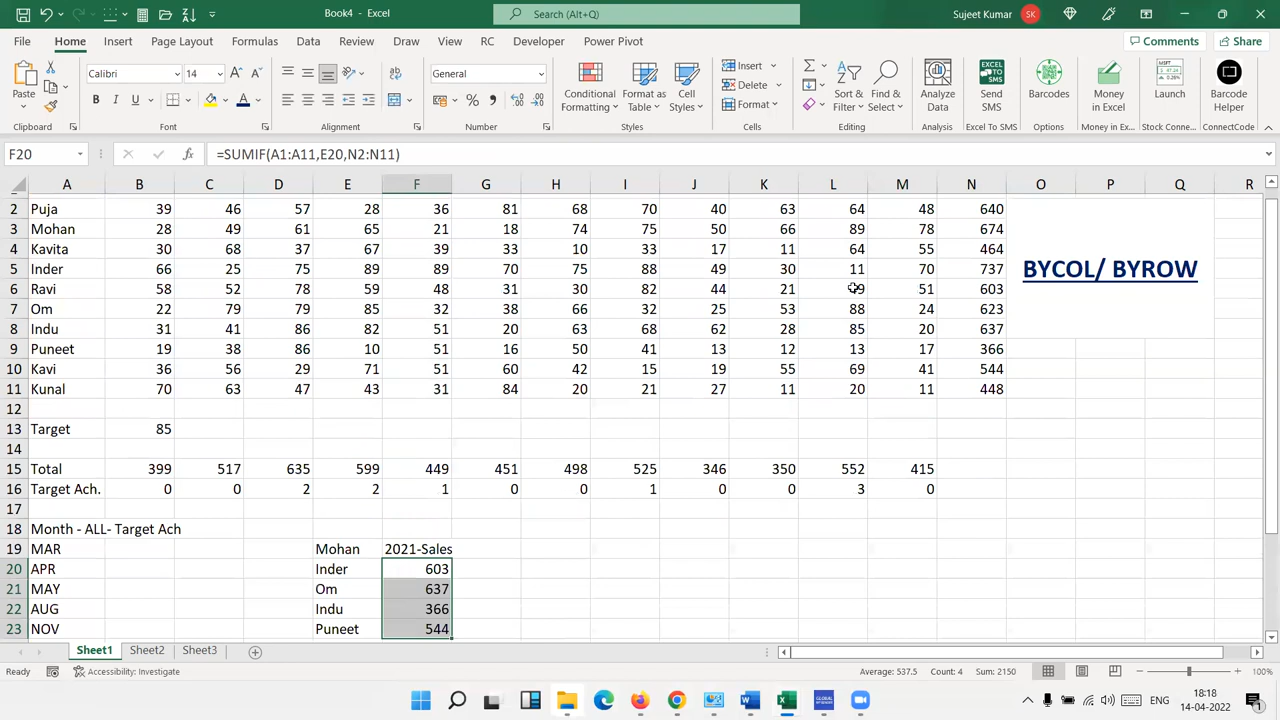 Book4 - Excel
Search (Alt+Q)
Sujeet Kumar SK
File Home Insert Page Layout Formulas Data Review Draw View RC Developer Power Pivot Comments Share
Calibri 14 General Insert Delete Format
Paste B I U Conditional Formatting Format as Table Cell Styles Sort & Filter Find & Select Analyze Data Send SMS Barcodes Money in Excel Launch Barcode Helper
Clipboard Font Alignment Number Styles Cells Editing Analysis Excel To SMS Options Money in Ex... Stock Conne... ConnectCode
F20 fx =SUMIF(A1:A11,E20,N2:N11)
A B C D E F G H I J K L M N O P Q R
2 Puja 39 46 57 28 36 81 68 70 40 63 64 48 640
3 Mohan 28 49 61 65 21 18 74 75 50 66 89 78 674
4 Kavita 30 68 37 67 39 33 10 33 17 11 64 55 464
5 Inder 66 25 75 89 89 70 75 88 49 30 11 70 737
BYCOL/ BYROW
6 Ravi 58 52 78 59 48 31 30 82 44 21 9 51 603
7 Om 22 79 79 85 32 38 66 32 25 53 88 24 623
8 Indu 31 41 86 82 51 20 63 68 62 28 85 20 637
9 Puneet 19 38 86 10 51 16 50 41 13 12 13 17 366
10 Kavi 36 56 29 71 51 60 42 15 19 55 69 41 544
11 Kunal 70 63 47 43 31 84 20 21 27 11 20 11 448
12
13 Target 85
14
15 Total 399 517 635 599 449 451 498 525 346 350 552 415
16 Target Ach. 0 0 2 2 1 0 0 1 0 0 3 0
17
18 Month - ALL- Target Ach
19 MAR Mohan 2021-Sales
20 APR Inder 603
21 MAY Om 637
22 AUG Indu 366
23 NOV Puneet 544
Sheet1 Sheet2 Sheet3
Ready Accessibility: Investigate Average: 537.5 Count: 4 Sum: 2150 100%
ENG 18:18
14-04-2022